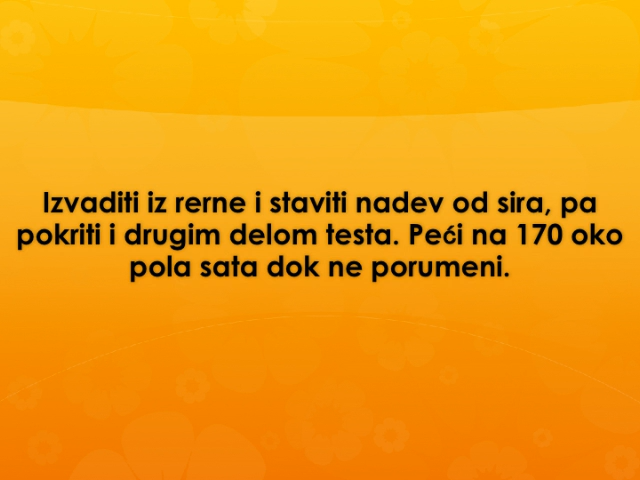 Izvaditi iz rerne i staviti nadev od sira, pa
pokriti i drugim delom testa. Peći na 170 oko
pola sata dok ne porumeni.